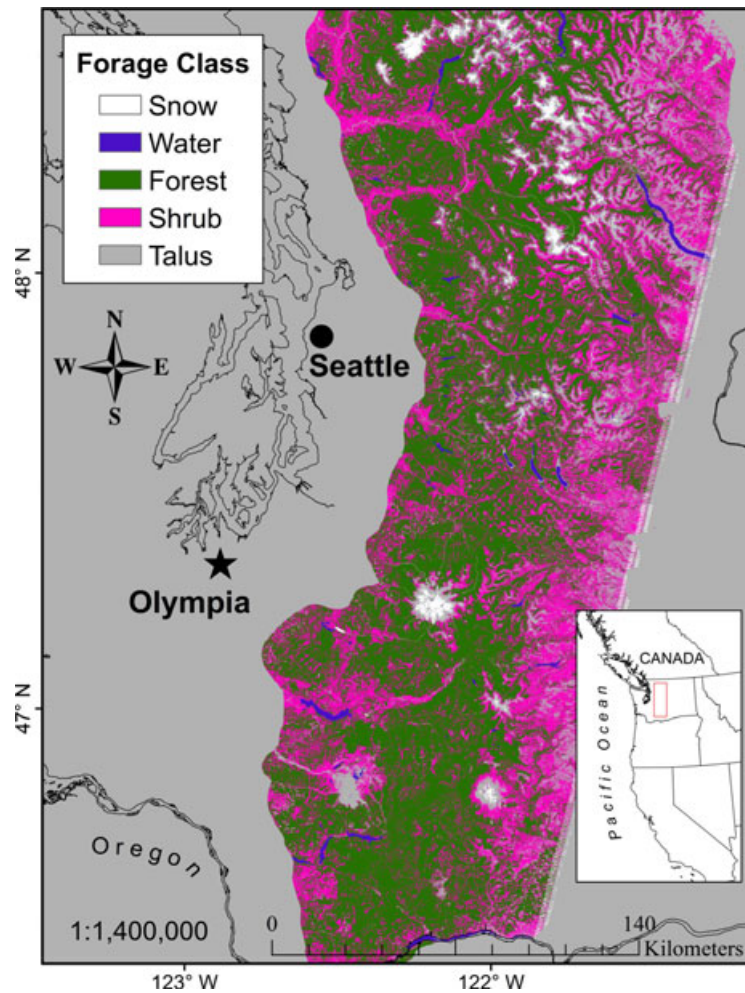 Forage Class
Snow
Water
Forest
Shrub
Talus
48° N
N
W E
S
Seattle
Olympia
CANADA
Pacific Ocean
47° N
Oregon
1:1,400,000
0 140
Kilometers
123° W 122° W